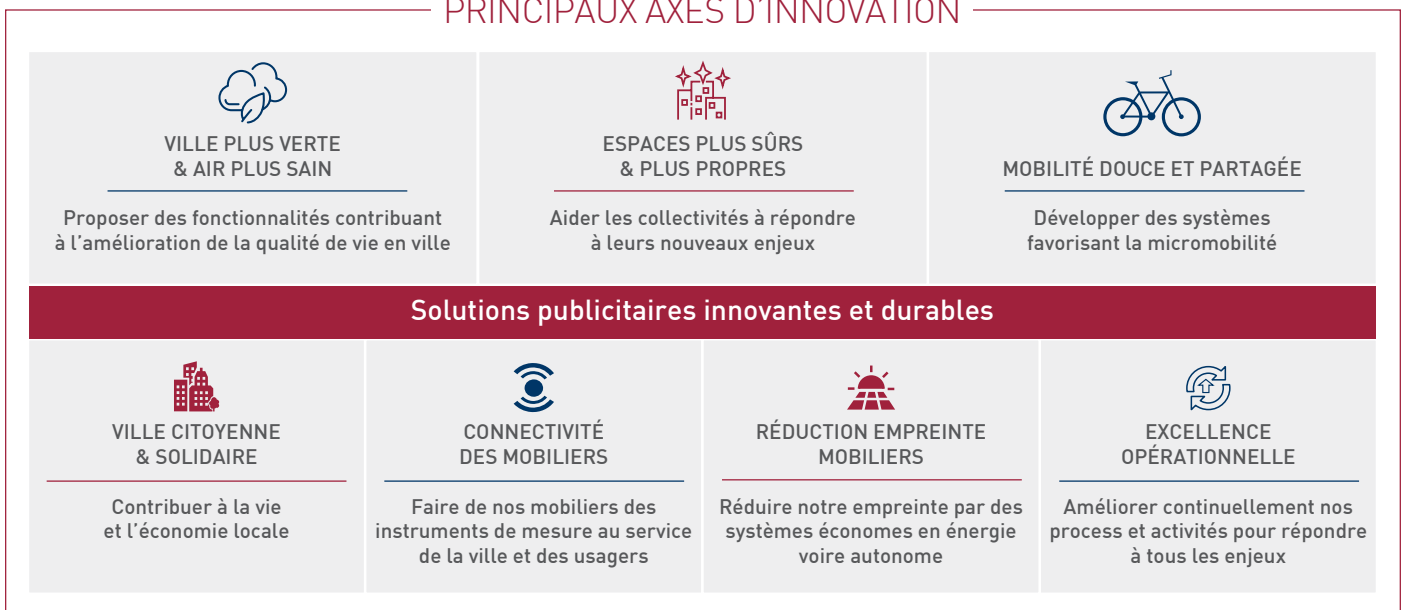 PRINCIPAUX AXES D'INNOVATION
VILLE PLUS VERTE
& AIR PLUS SAIN
Proposer des fonctionnalités contribuant
à l'amélioration de la qualité de vie en ville
ESPACES PLUS SÛRS
& PLUS PROPRES
Aider les collectivités à répondre
à leurs nouveaux enjeux
MOBILITÉ DOUCE ET PARTAGÉE
Développer des systèmes
favorisant la micromobilité
Solutions publicitaires innovantes et durables
VILLE CITOYENNE
& SOLIDAIRE
Contribuer à la vie
et l'économie locale
CONNECTIVITÉ
DES MOBILIERS
Faire de nos mobiliers des
instruments de mesure au service
de la ville et des usagers
RÉDUCTION EMPREINTE
MOBILIERS
Réduire notre empreinte par des
systèmes économes en énergie
voire autonome
EXCELLENCE
OPÉRATIONNELLE
Améliorer continuellement nos
process et activités pour répondre
à tous les enjeux